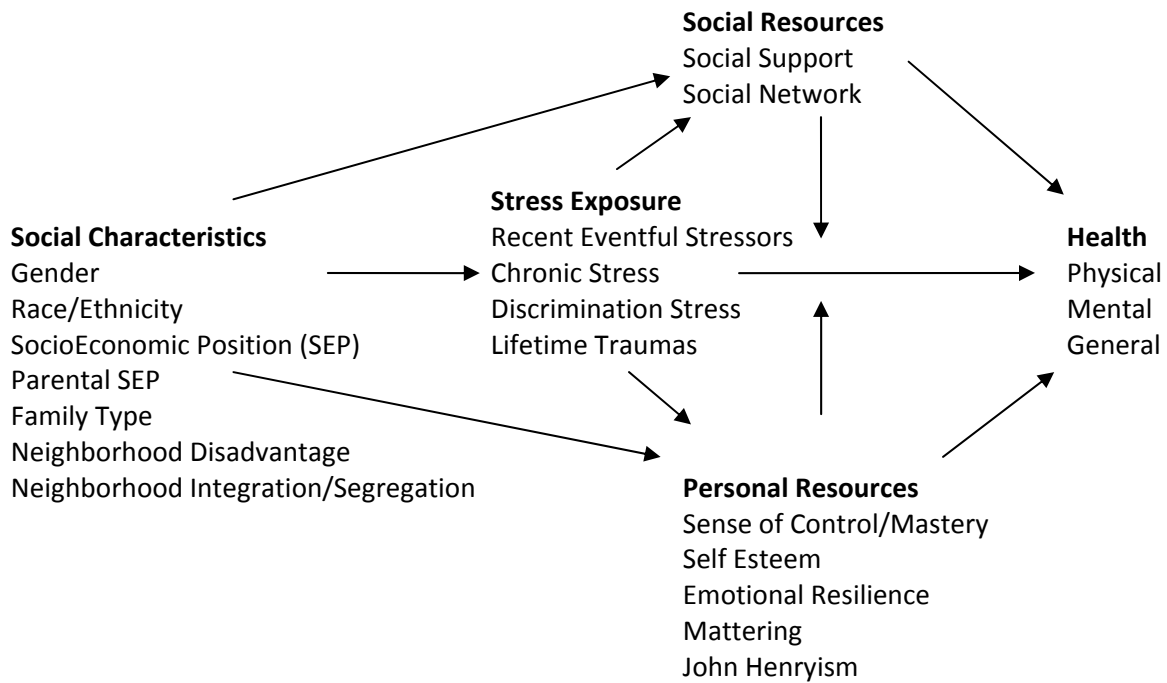 Social Resources
Social Support
Social Network
Stress Exposure
Recent Eventful Stressors
Chronic Stress
Discrimination Stress
Lifetime Traumas
Social Characteristics
Gender
Race/Ethnicity
SocioEconomic Position (SEP)
Parental SEP
Family Type
Neighborhood Disadvantage
Neighborhood Integration/Segregation
Health
Physical
Mental
General
Personal Resources
Sense of Control/Mastery
Self Esteem
Emotional Resilience
Mattering
John Henryism